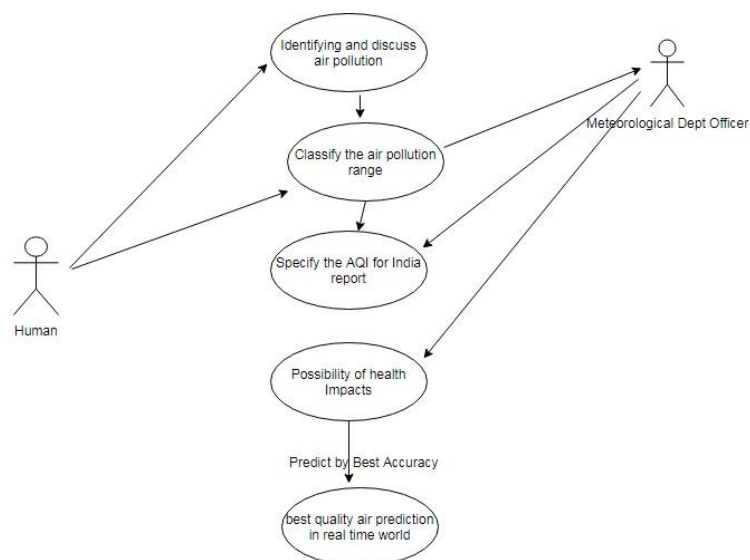 Identifying and discuss
air pollution
Meteorological Dept Officer
Classify the air pollution
range
Specify the AQI for India
report
Human
Possibility of health
Impacts
Predict by Best Accuracy
best quality air prediction
in real time world